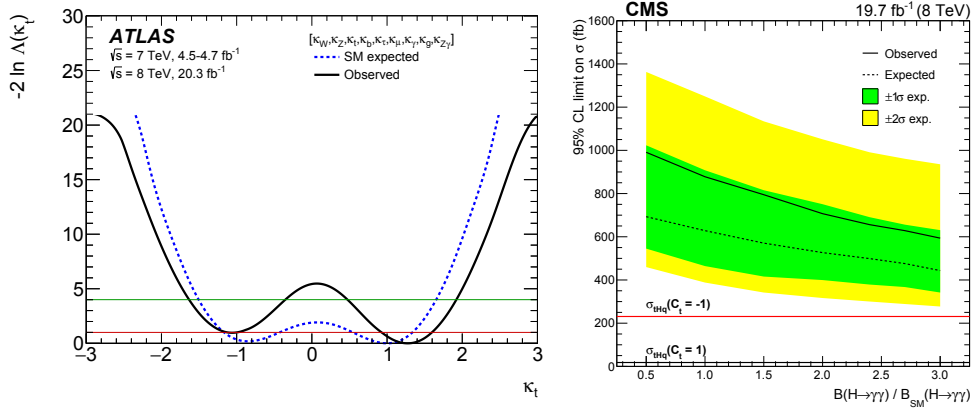 -2 ln Λ(κt)
30
25
20
15
10
5
0
ATLAS
√s = 7 TeV, 4.5-4.7 fb⁻¹
√s = 8 TeV, 20.3 fb⁻¹
[κW,κZ,κt,κb,κτ,κμ,κγ,κg,κZγ]
SM expected
Observed
−3 −2 −1 0 1 2 3
κt
CMS 19.7 fb⁻¹ (8 TeV)
95% CL limit on σ (fb)
1600
1400
1200
1000
800
600
400
200
0
Observed
Expected
±1σ exp.
±2σ exp.
σtHq(Ct = -1)
σtHq(Ct = 1)
0.5 1.0 1.5 2.0 2.5 3.0
B(H→γγ) / BSM(H→γγ)